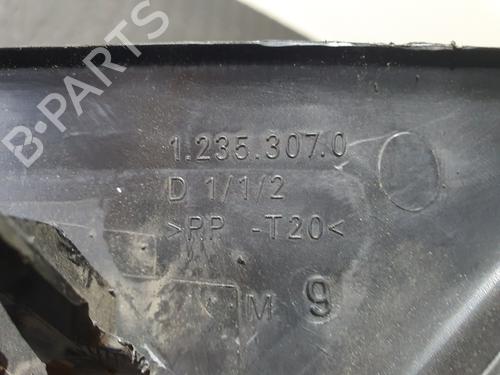 B-PARTS
1.235.307.0
D 1/1/2
>PP -T20<
M 9